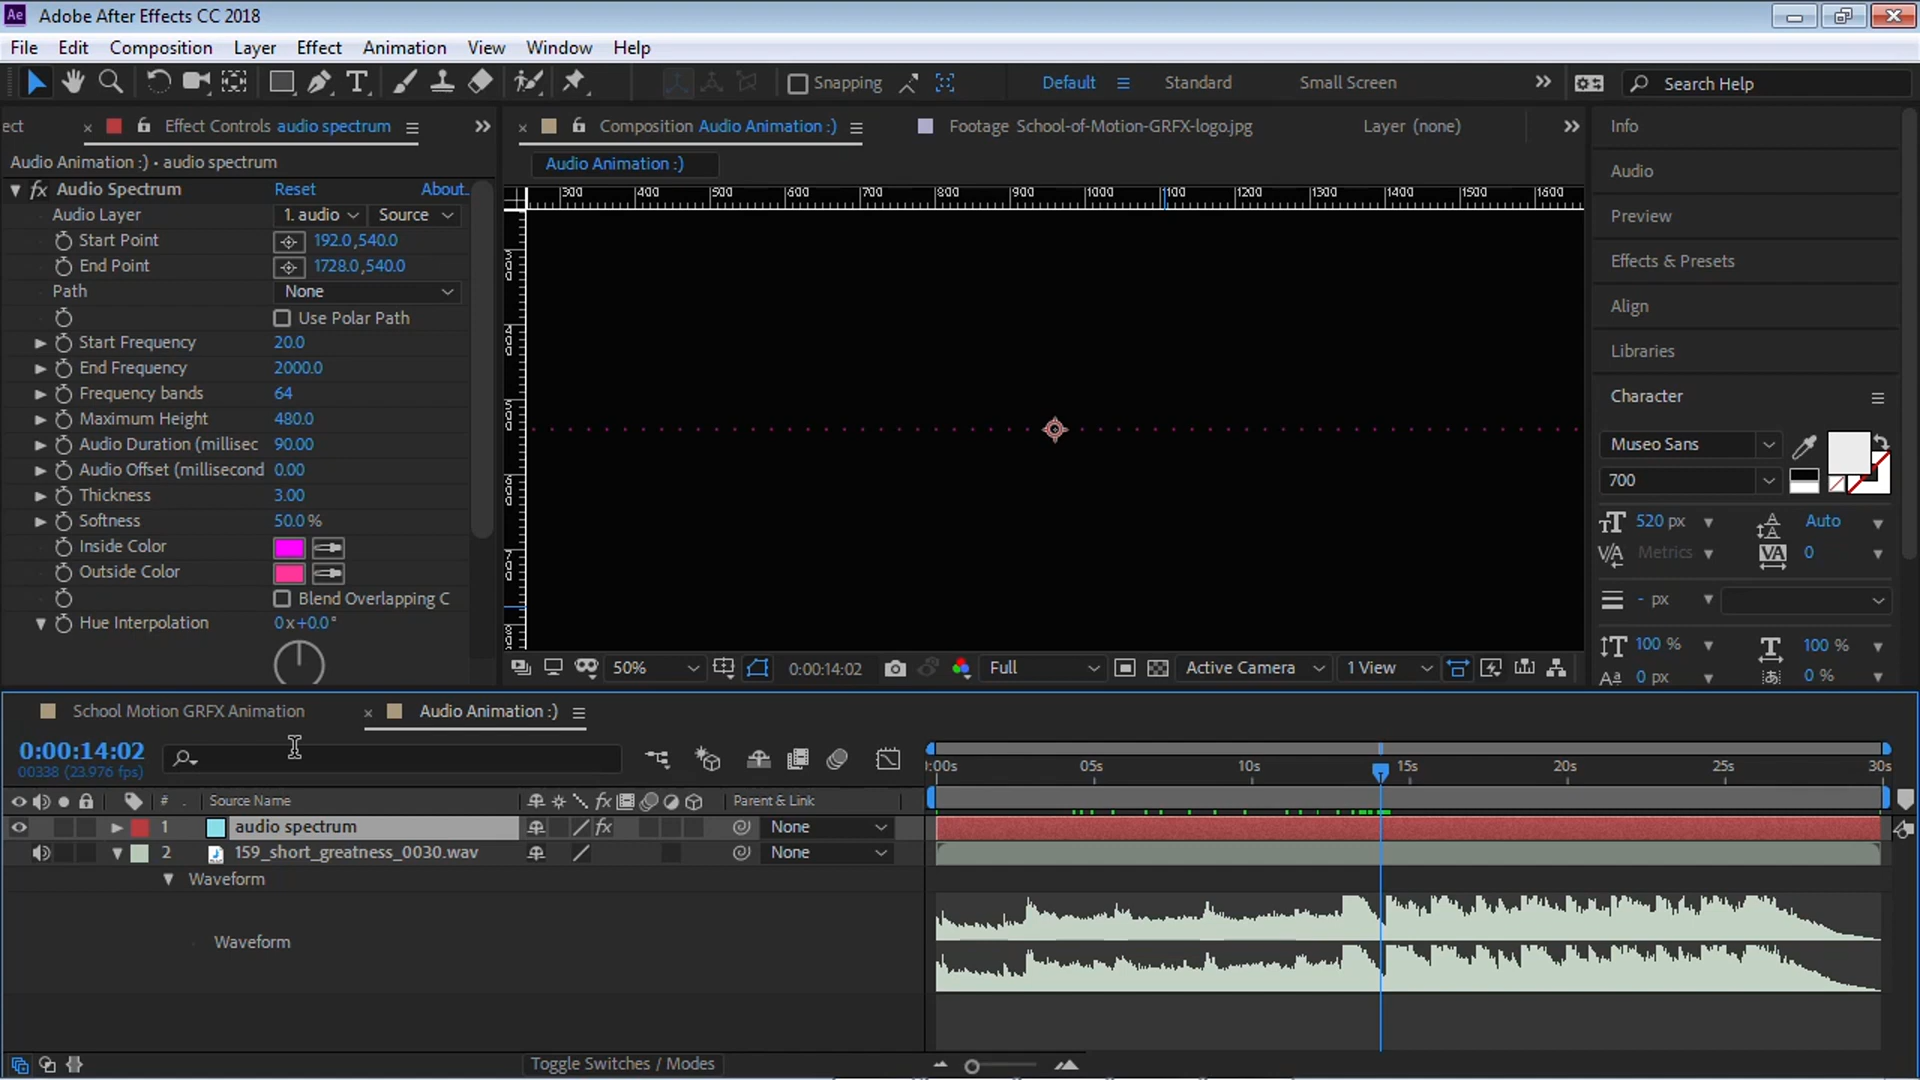 Ae Adobe After Effects CC 2018
File Edit Composition Layer Effect Animation View Window Help
T Snapping Default Standard Small Screen Search Help
ect Effect Controls audio spectrum Composition Audio Animation :) Footage School-of-Motion-GRFX-logo.jpg Layer (none)
Audio Animation :) • audio spectrum
Audio Animation :)
fx Audio Spectrum Reset About..
Audio Layer 1. audio Source
Start Point 192.0,540.0
End Point 1728.0,540.0
Path None
Use Polar Path
Start Frequency 20.0
End Frequency 2000.0
Frequency bands 64
Maximum Height 480.0
Audio Duration (millisec 90.00
Audio Offset (millisecond 0.00
Thickness 3.00
Softness 50.0 %
Inside Color
Outside Color
Blend Overlapping C
Hue Interpolation 0x+0.0°
300 400 500 600 700 800 900 1000 1100 1200 1300 1400 1500 1600
50% 0:00:14:02 Full Active Camera 1 View
Info
Audio
Preview
Effects & Presets
Align
Libraries
Character
Museo Sans
700
520 px Auto
Metrics 0
- px
100 % 100 %
0 px 0 %
School Motion GRFX Animation Audio Animation :)
0:00:14:02
00338 (23.976 fps)
):00s 05s 10s 15s 20s 25s 30s
# Source Name fx Parent & Link
1 audio spectrum fx None
2 159_short_greatness_0030.wav None
Waveform
Waveform
Toggle Switches / Modes